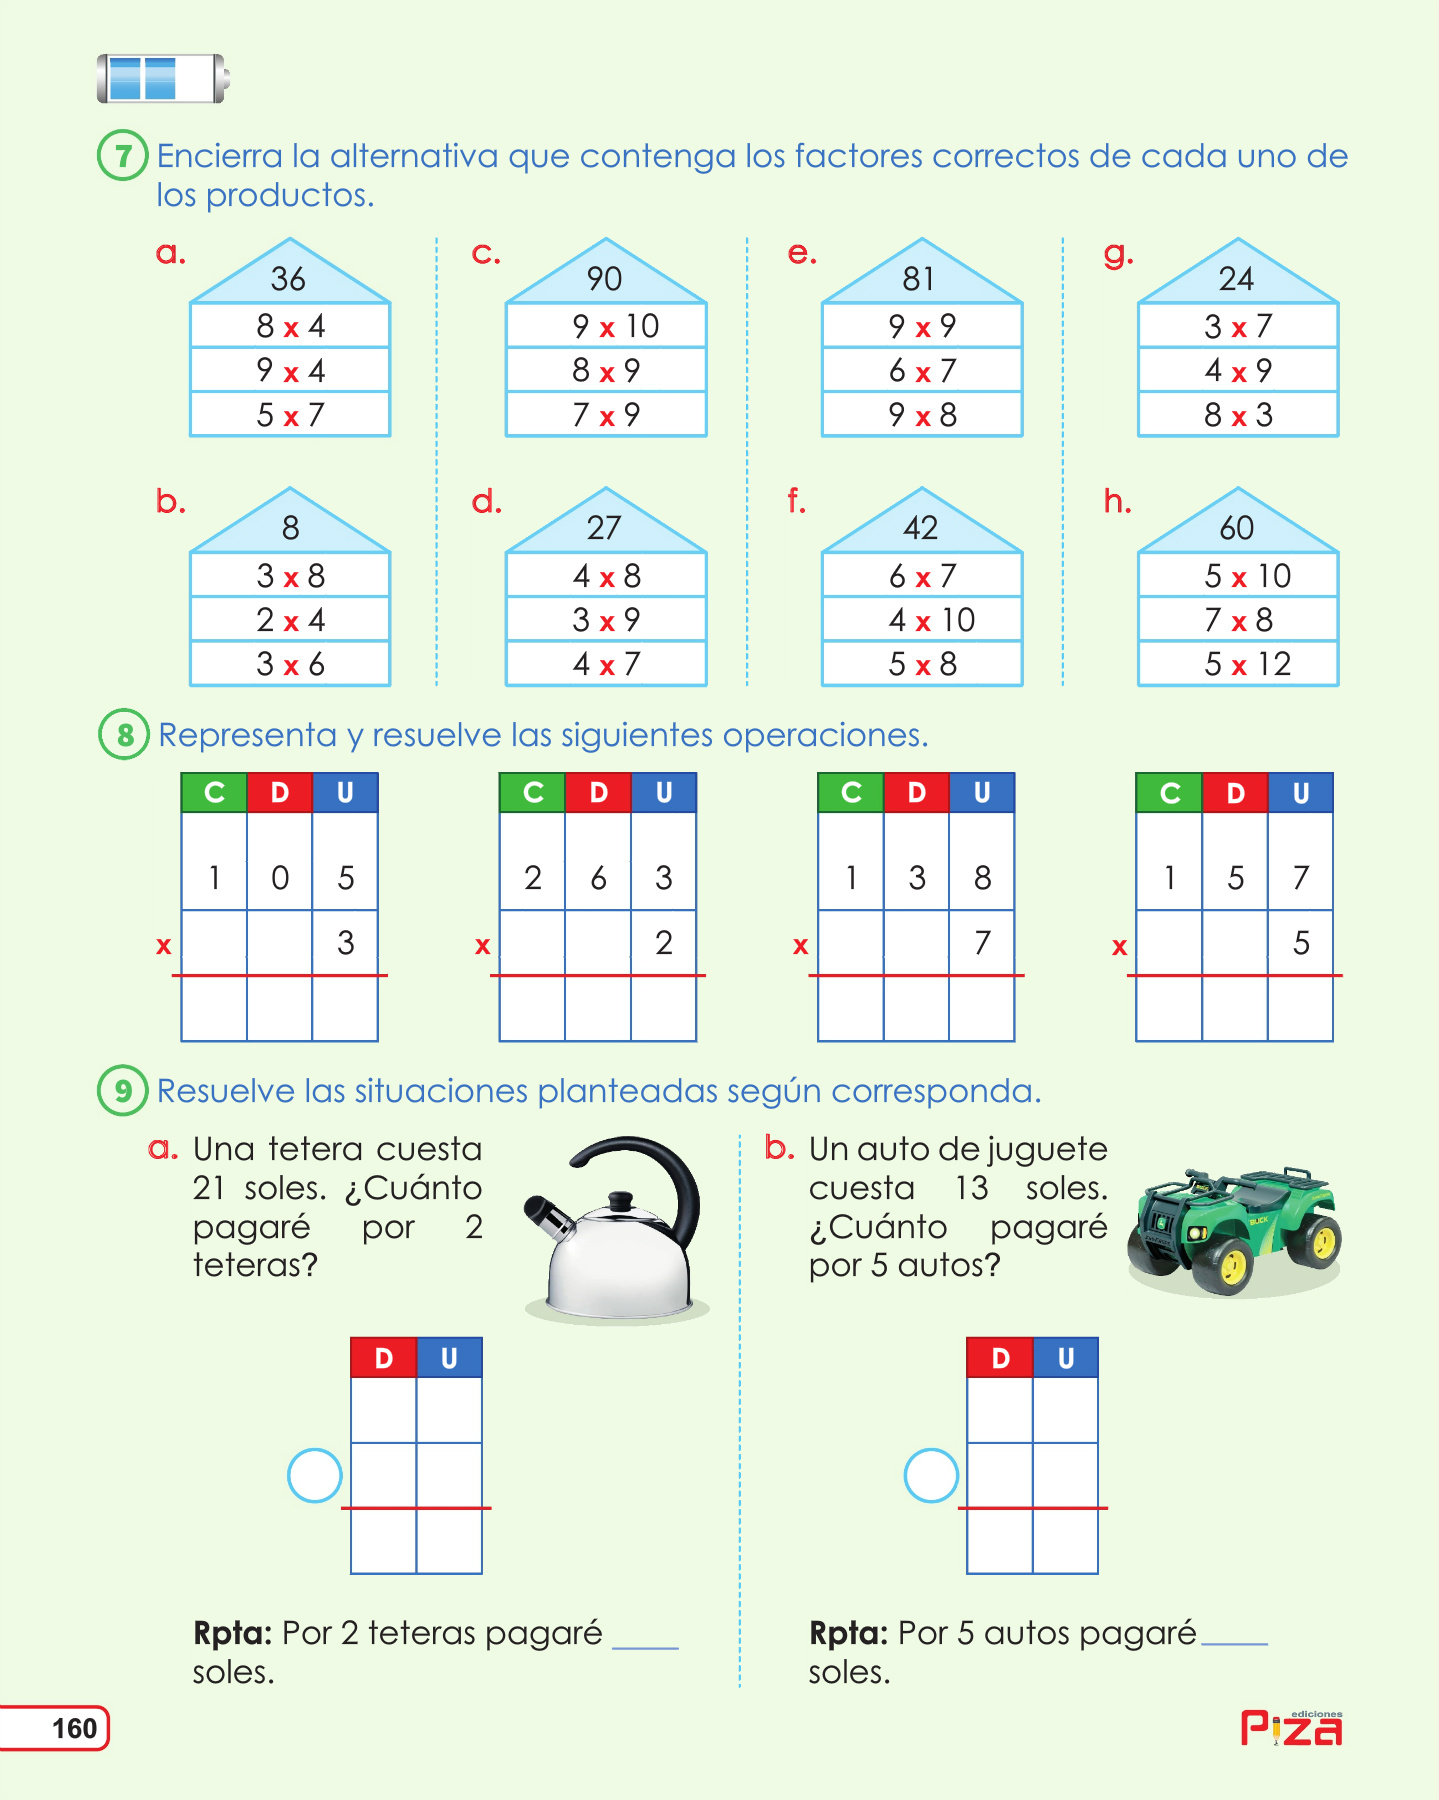 7 Encierra la alternativa que contenga los factores correctos de cada uno de
los productos.
a.
36
8 x 4
9 x 4
5 x 7
c.
90
9 x 10
8 x 9
7 x 9
e.
81
9 x 9
6 x 7
9 x 8
g.
24
3 x 7
4 x 9
8 x 3
b.
8
3 x 8
2 x 4
3 x 6
d.
27
4 x 8
3 x 9
4 x 7
f.
42
6 x 7
4 x 10
5 x 8
h.
60
5 x 10
7 x 8
5 x 12
8 Representa y resuelve las siguientes operaciones.
C D U
1 0 5
x 3
C D U
2 6 3
x 2
C D U
1 3 8
x 7
C D U
1 5 7
x 5
9 Resuelve las situaciones planteadas según corresponda.
a. Una tetera cuesta
21 soles. ¿Cuánto
pagaré por 2
teteras?
D U
Rpta: Por 2 teteras pagaré ____
soles.
b. Un auto de juguete
cuesta 13 soles.
¿Cuánto pagaré
por 5 autos?
BUCK
D U
Rpta: Por 5 autos pagaré ____
soles.
160
ediciones
Piza